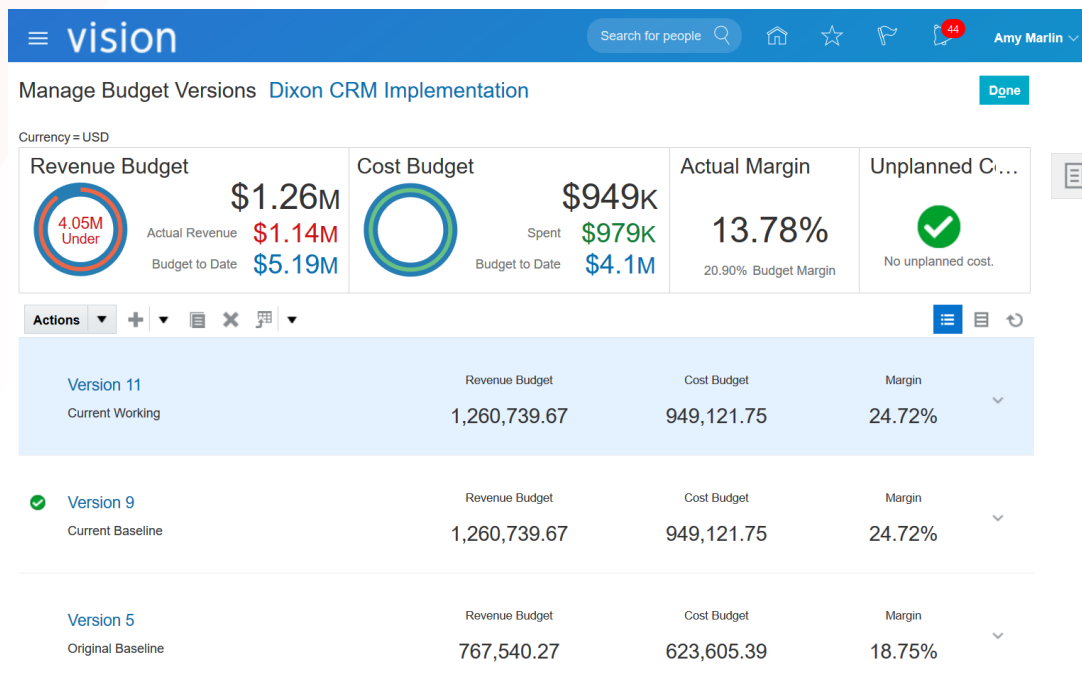 vision
Search for people
44
Amy Marlin
Manage Budget Versions Dixon CRM Implementation
Done
Currency = USD
Revenue Budget
4.05M
Under
$1.26M
Actual Revenue $1.14M
Budget to Date $5.19M
Cost Budget
$949K
Spent $979K
Budget to Date $4.1M
Actual Margin
13.78%
20.90% Budget Margin
Unplanned C...
No unplanned cost.
Actions
Version 11
Current Working
Revenue Budget
1,260,739.67
Cost Budget
949,121.75
Margin
24.72%
Version 9
Current Baseline
Revenue Budget
1,260,739.67
Cost Budget
949,121.75
Margin
24.72%
Version 5
Original Baseline
Revenue Budget
767,540.27
Cost Budget
623,605.39
Margin
18.75%